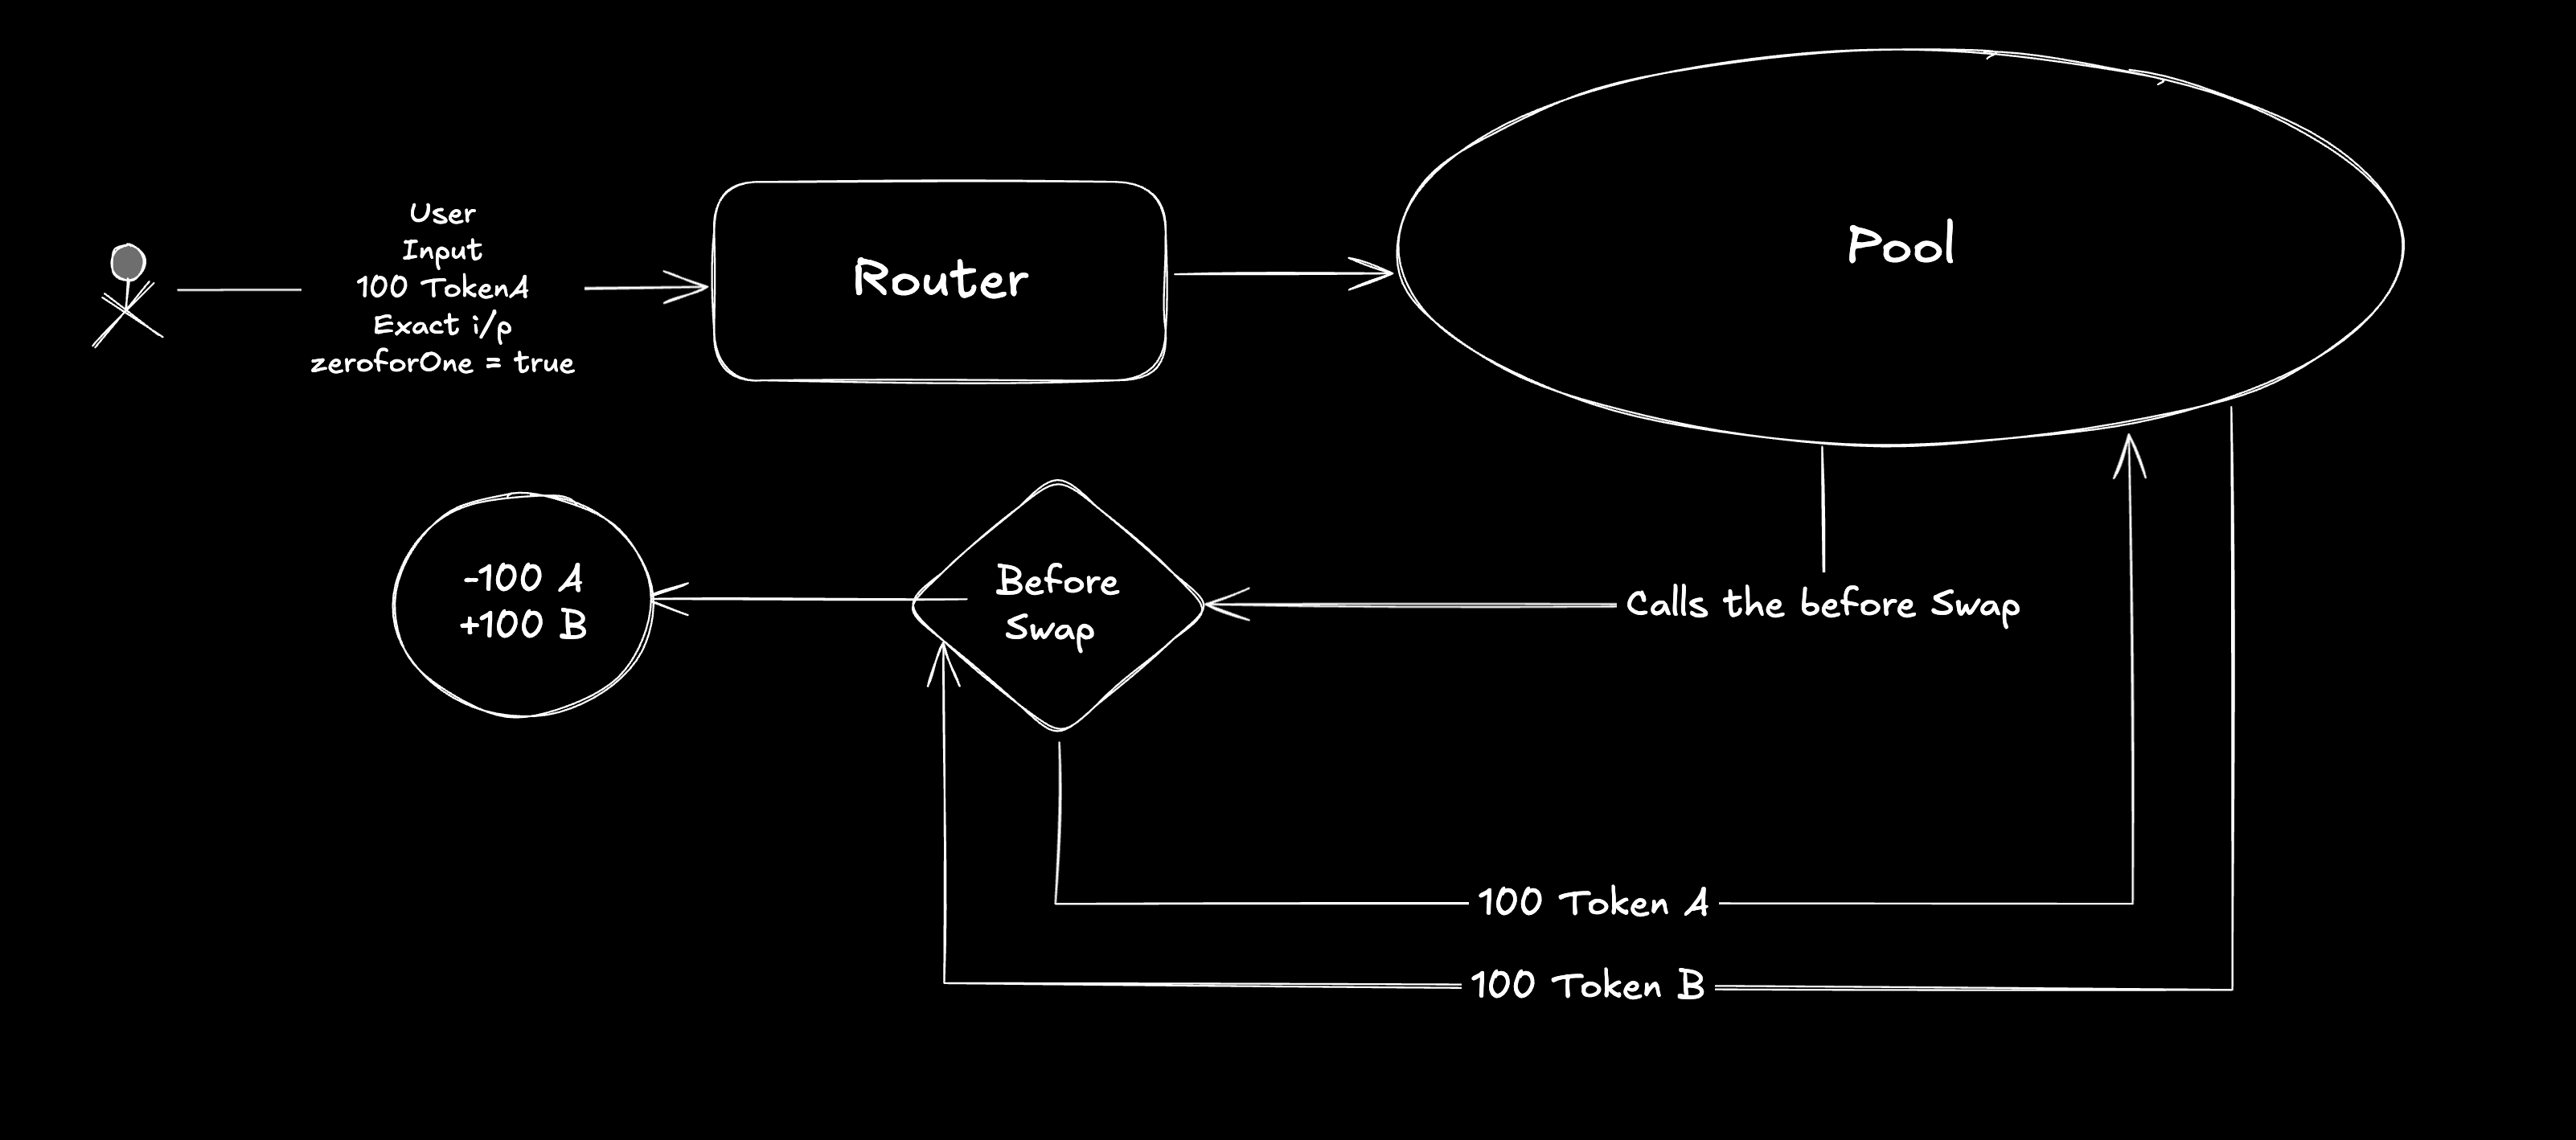 User
Input
100 TokenA
Exact i/p
zeroforOne = true
Router
Pool
-100 A
+100 B
Before
Swap
Calls the before Swap
100 Token A
100 Token B